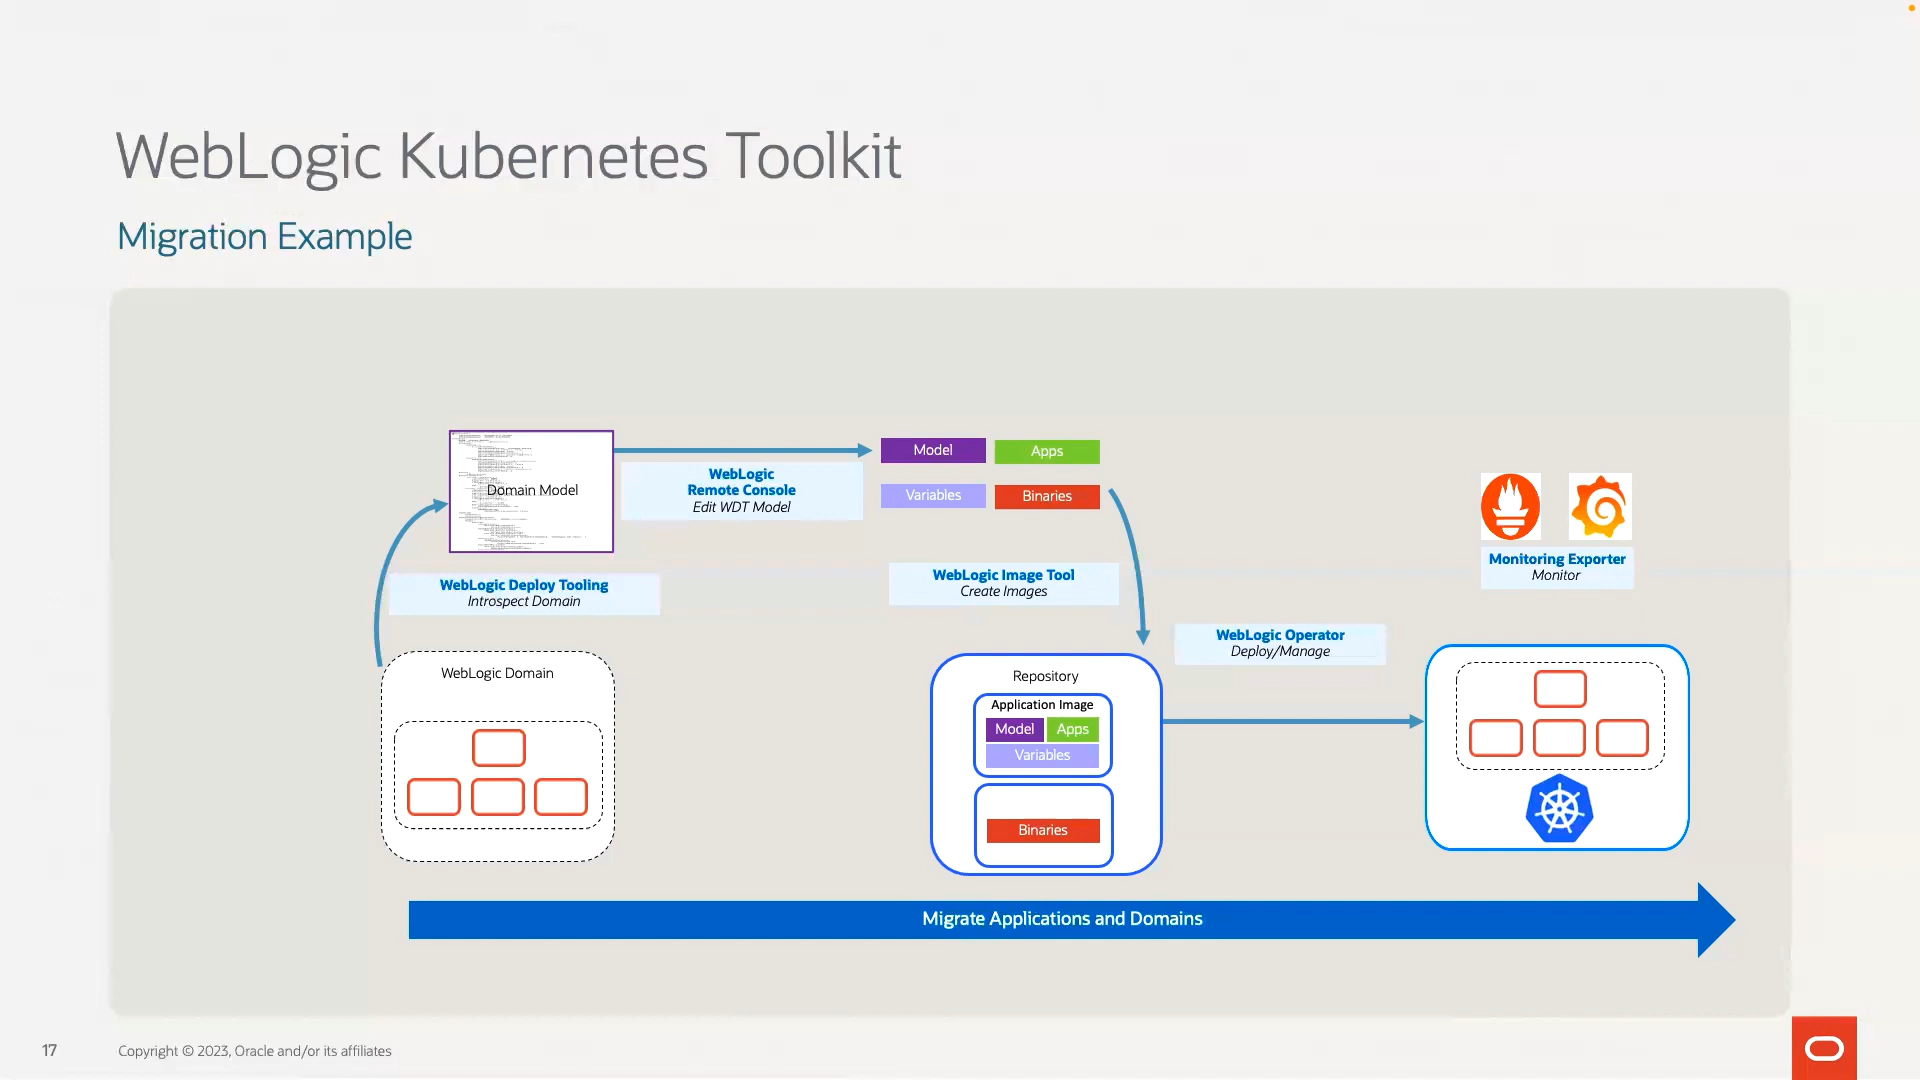 WebLogic Kubernetes Toolkit
Migration Example
Domain Model
WebLogic
Remote Console
Edit WDT Model
Model
Apps
Variables
Binaries
WebLogic Deploy Tooling
Introspect Domain
WebLogic Image Tool
Create Images
Monitoring Exporter
Monitor
WebLogic Operator
Deploy/Manage
WebLogic Domain
Repository
Application Image
Model
Apps
Variables
Binaries
Migrate Applications and Domains
17
Copyright © 2023, Oracle and/or its affiliates